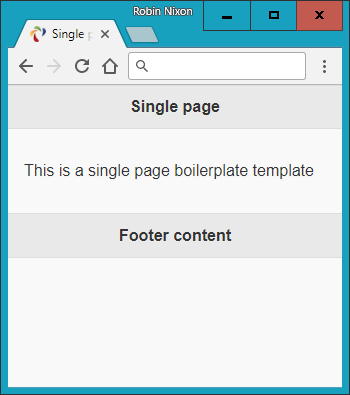 Robin Nixon
Single p
Single page
This is a single page boilerplate template
Footer content